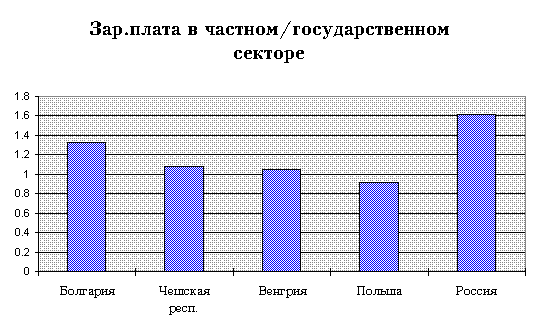 Зар.плата в частном/государственном
секторе
1.8
1.6
1.4
1.2
1
0.8
0.6
0.4
0.2
0
Болгария
Чешская
респ.
Венгрия
Польша
Россия